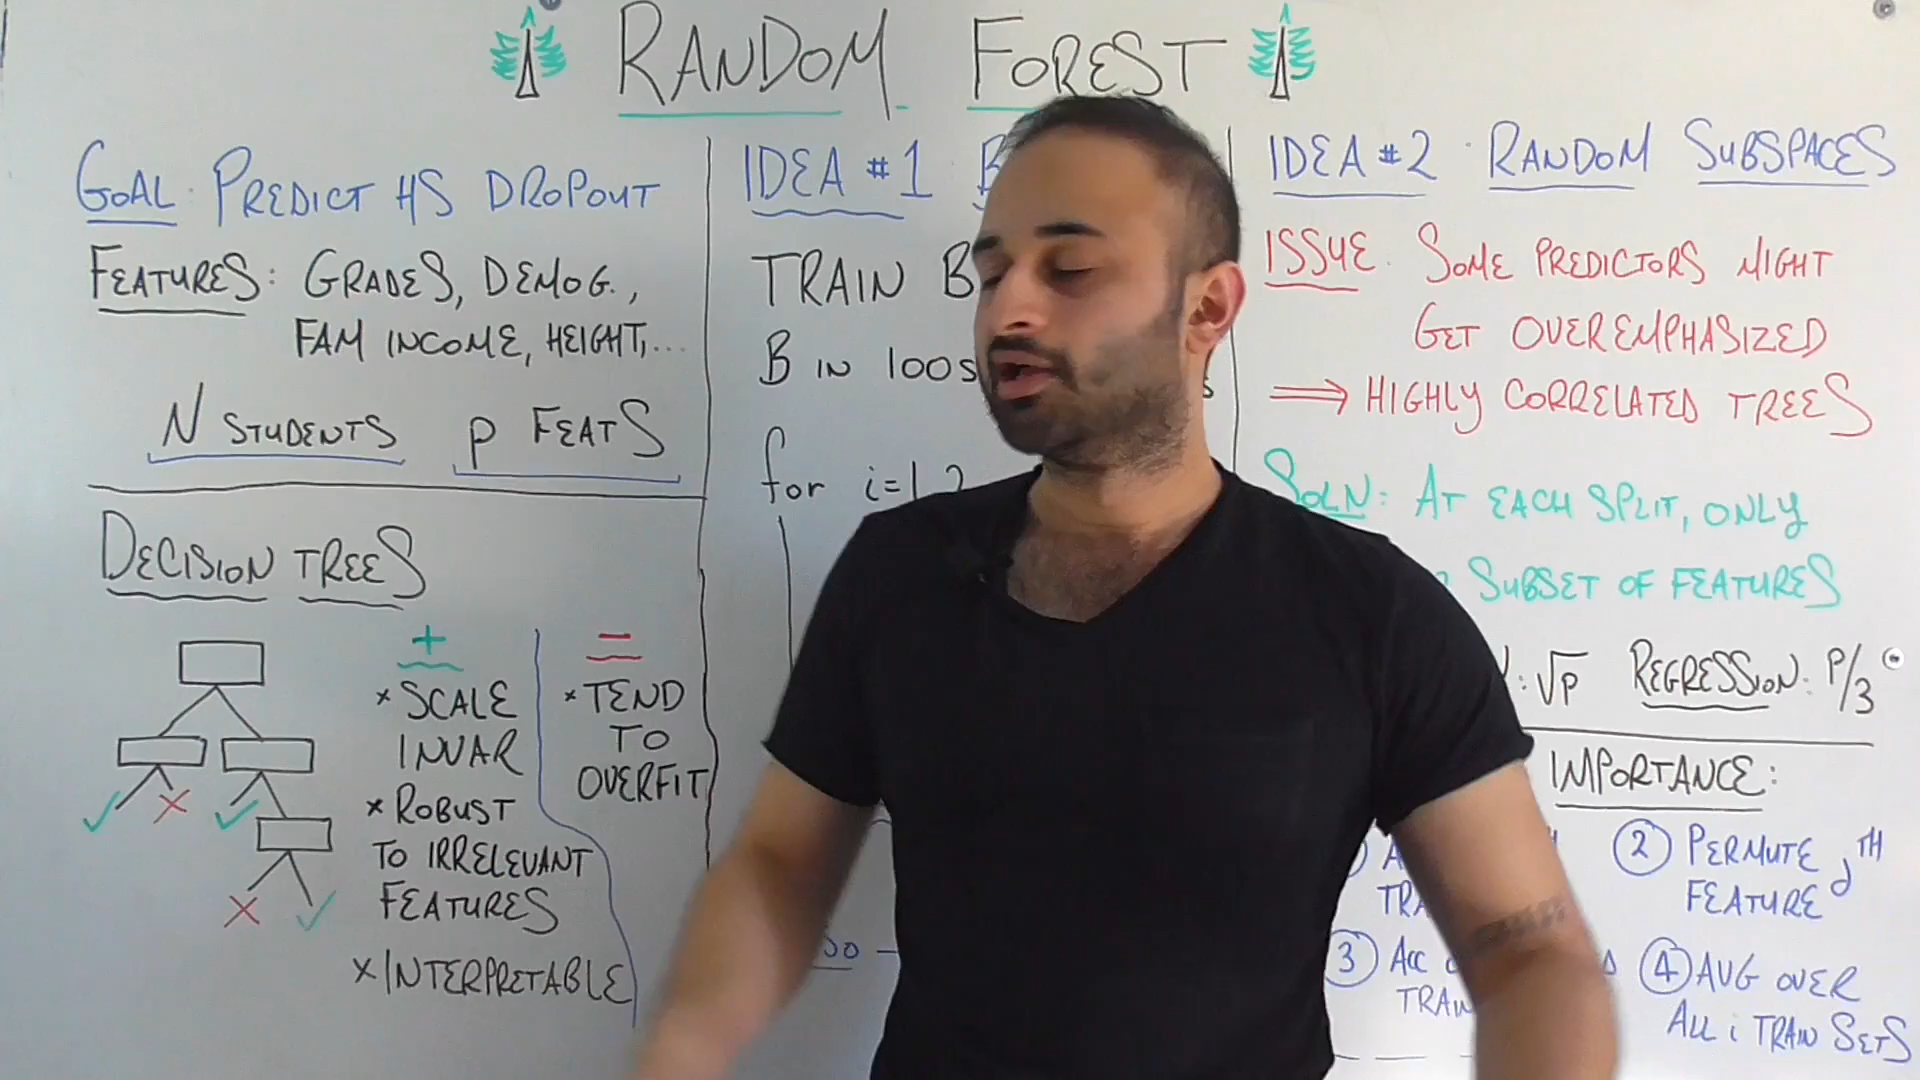 RANDOM FOREST
GOAL: PREDICT HS DROPOUT
FEATURES: GRADES, DEMOG.,
FAM INCOME, HEIGHT,...
N STUDENTS p FEATS
DECISION TREES
+
* SCALE
INVAR
* ROBUST
TO IRRELEVANT
FEATURES
* INTERPRETABLE
–
* TEND
TO
OVERFIT
IDEA #1 B
TRAIN B
B IN 100s
for i=1,2
IDEA #2: RANDOM SUBSPACES
ISSUE: SOME PREDICTORS MIGHT
GET OVEREMPHASIZED
⟹ HIGHLY CORRELATED TREES
SOLN: AT EACH SPLIT, ONLY
SUBSET OF FEATURES
: √p REGRESSION: P/3
IMPORTANCE:
② PERMUTE jTH
FEATURE
③ ACC
TRAIN
④ AVG OVER
ALL i TRAIN SETS